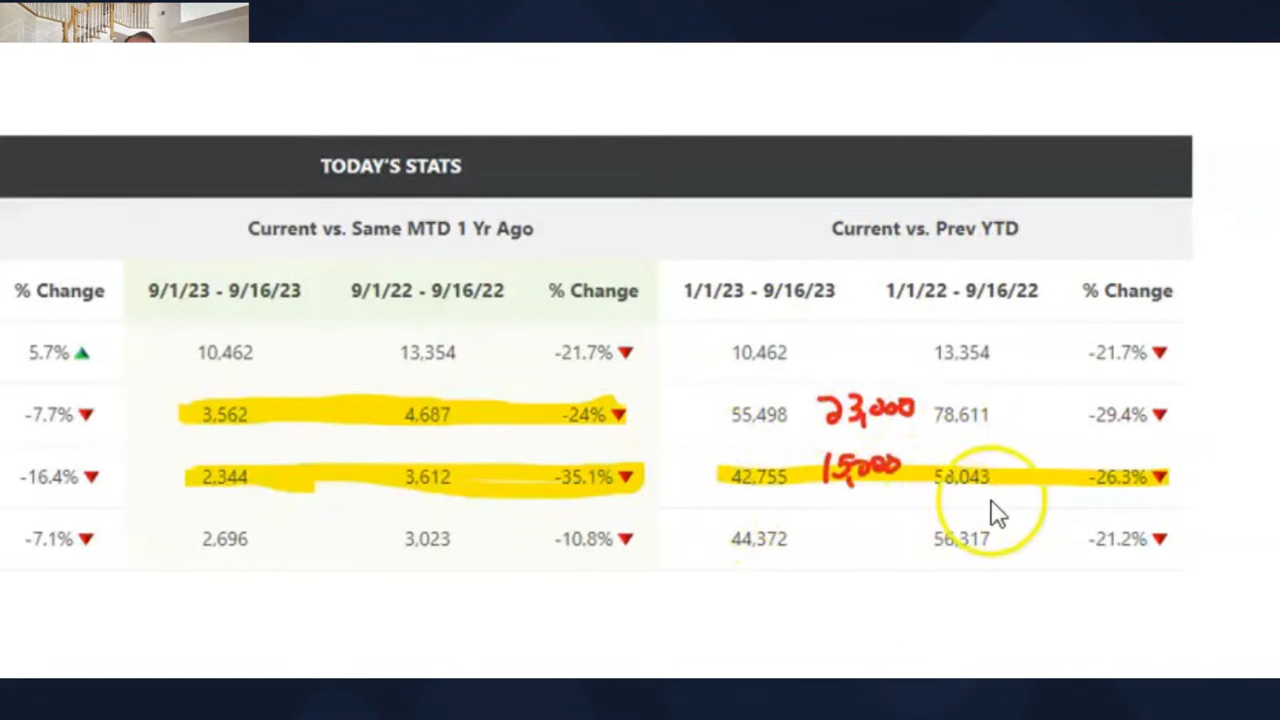 TODAY'S STATS
Current vs. Same MTD 1 Yr Ago Current vs. Prev YTD
% Change 9/1/23 - 9/16/23 9/1/22 - 9/16/22 % Change 1/1/23 - 9/16/23 1/1/22 - 9/16/22 % Change
5.7% 10,462 13,354 -21.7% 10,462 13,354 -21.7%
-7.7% 3,562 4,687 -24% 55,498 23,000 78,611 -29.4%
-16.4% 2,344 3,612 -35.1% 42,755 15,000 58,043 -26.3%
-7.1% 2,696 3,023 -10.8% 44,372 56,317 -21.2%